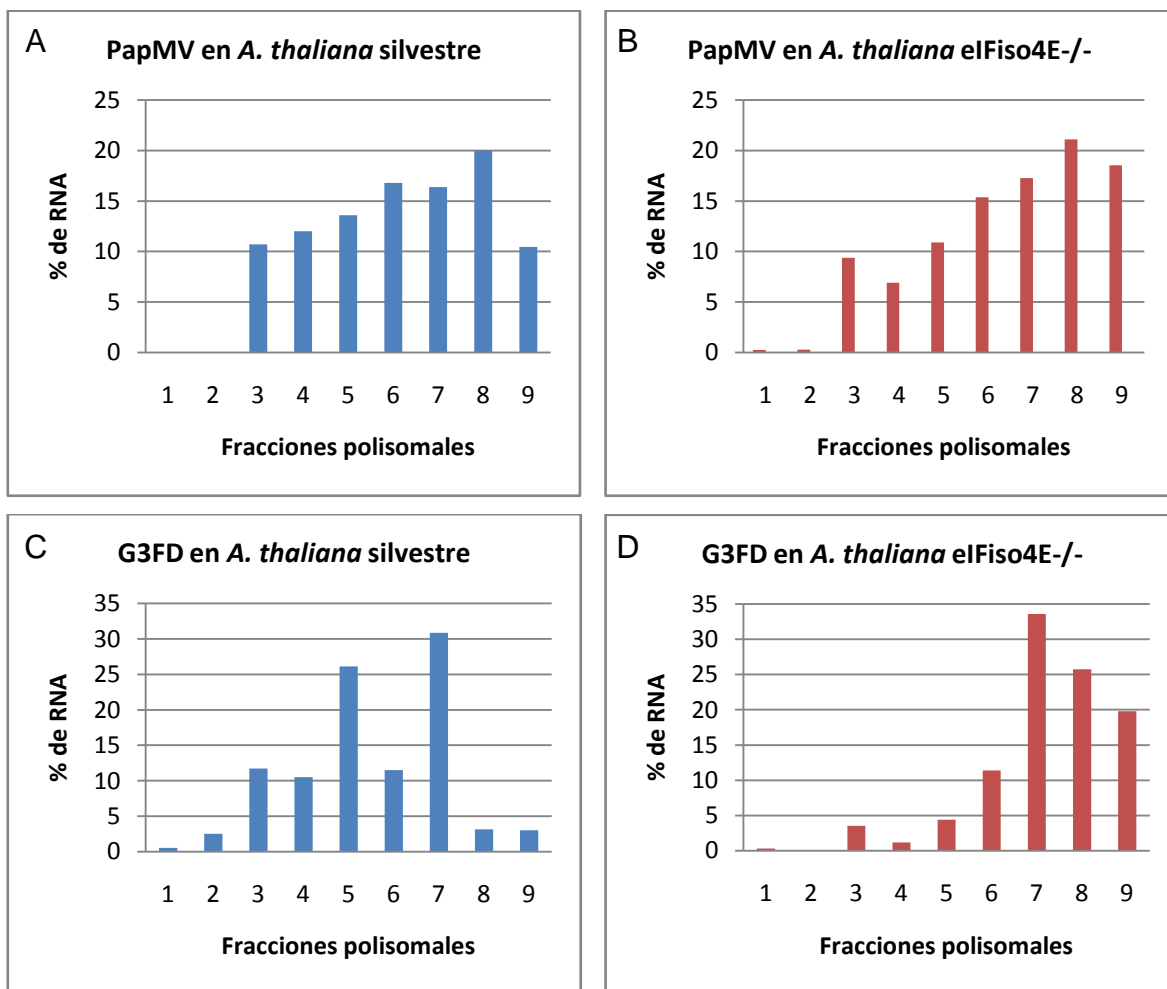 A
PapMV en A. thaliana silvestre
25
20
15
10
5
0
% de RNA
1 2 3 4 5 6 7 8 9
Fracciones polisomales
B
PapMV en A. thaliana eIFiso4E-/-
25
20
15
10
5
0
% de RNA
1 2 3 4 5 6 7 8 9
Fracciones polisomales
C
G3FD en A. thaliana silvestre
35
30
25
20
15
10
5
0
% de RNA
1 2 3 4 5 6 7 8 9
Fracciones polisomales
D
G3FD en A. thaliana eIFiso4E-/-
35
30
25
20
15
10
5
0
% de RNA
1 2 3 4 5 6 7 8 9
Fracciones polisomales